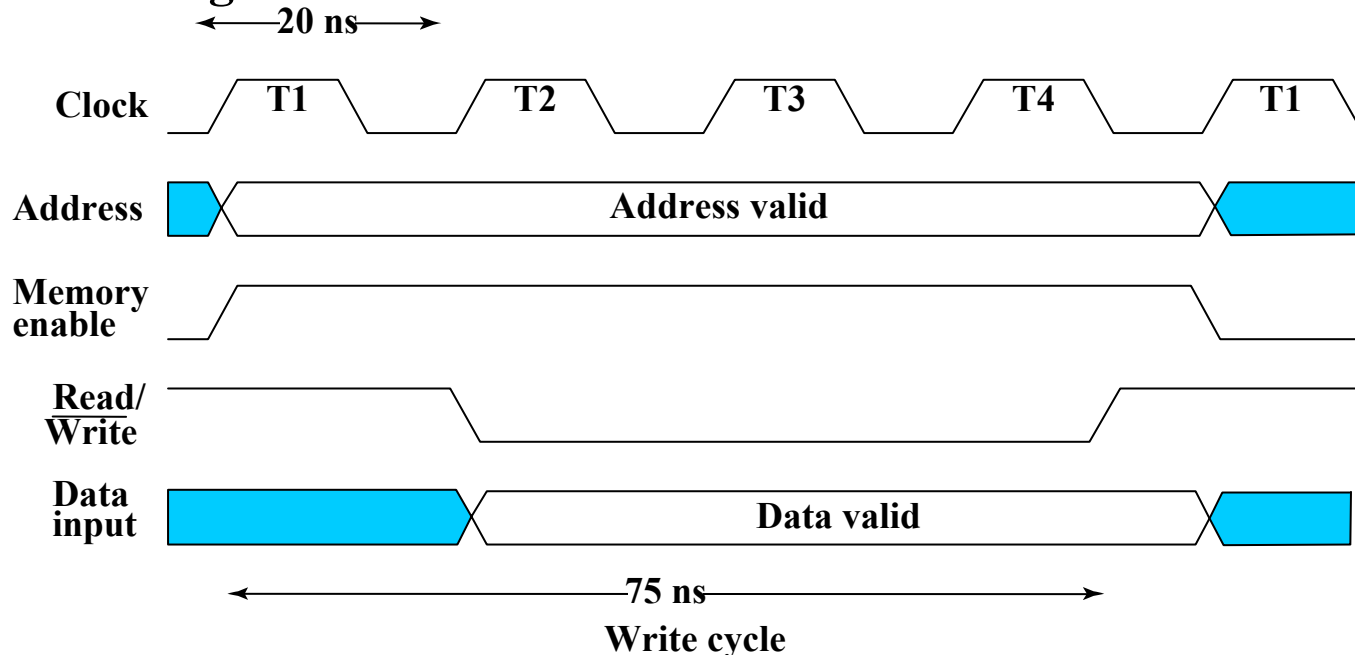 20 ns
Clock
T1 T2 T3 T4 T1
Address
Address valid
Memory
enable
Read/
Write
Data
input
Data valid
75 ns
Write cycle